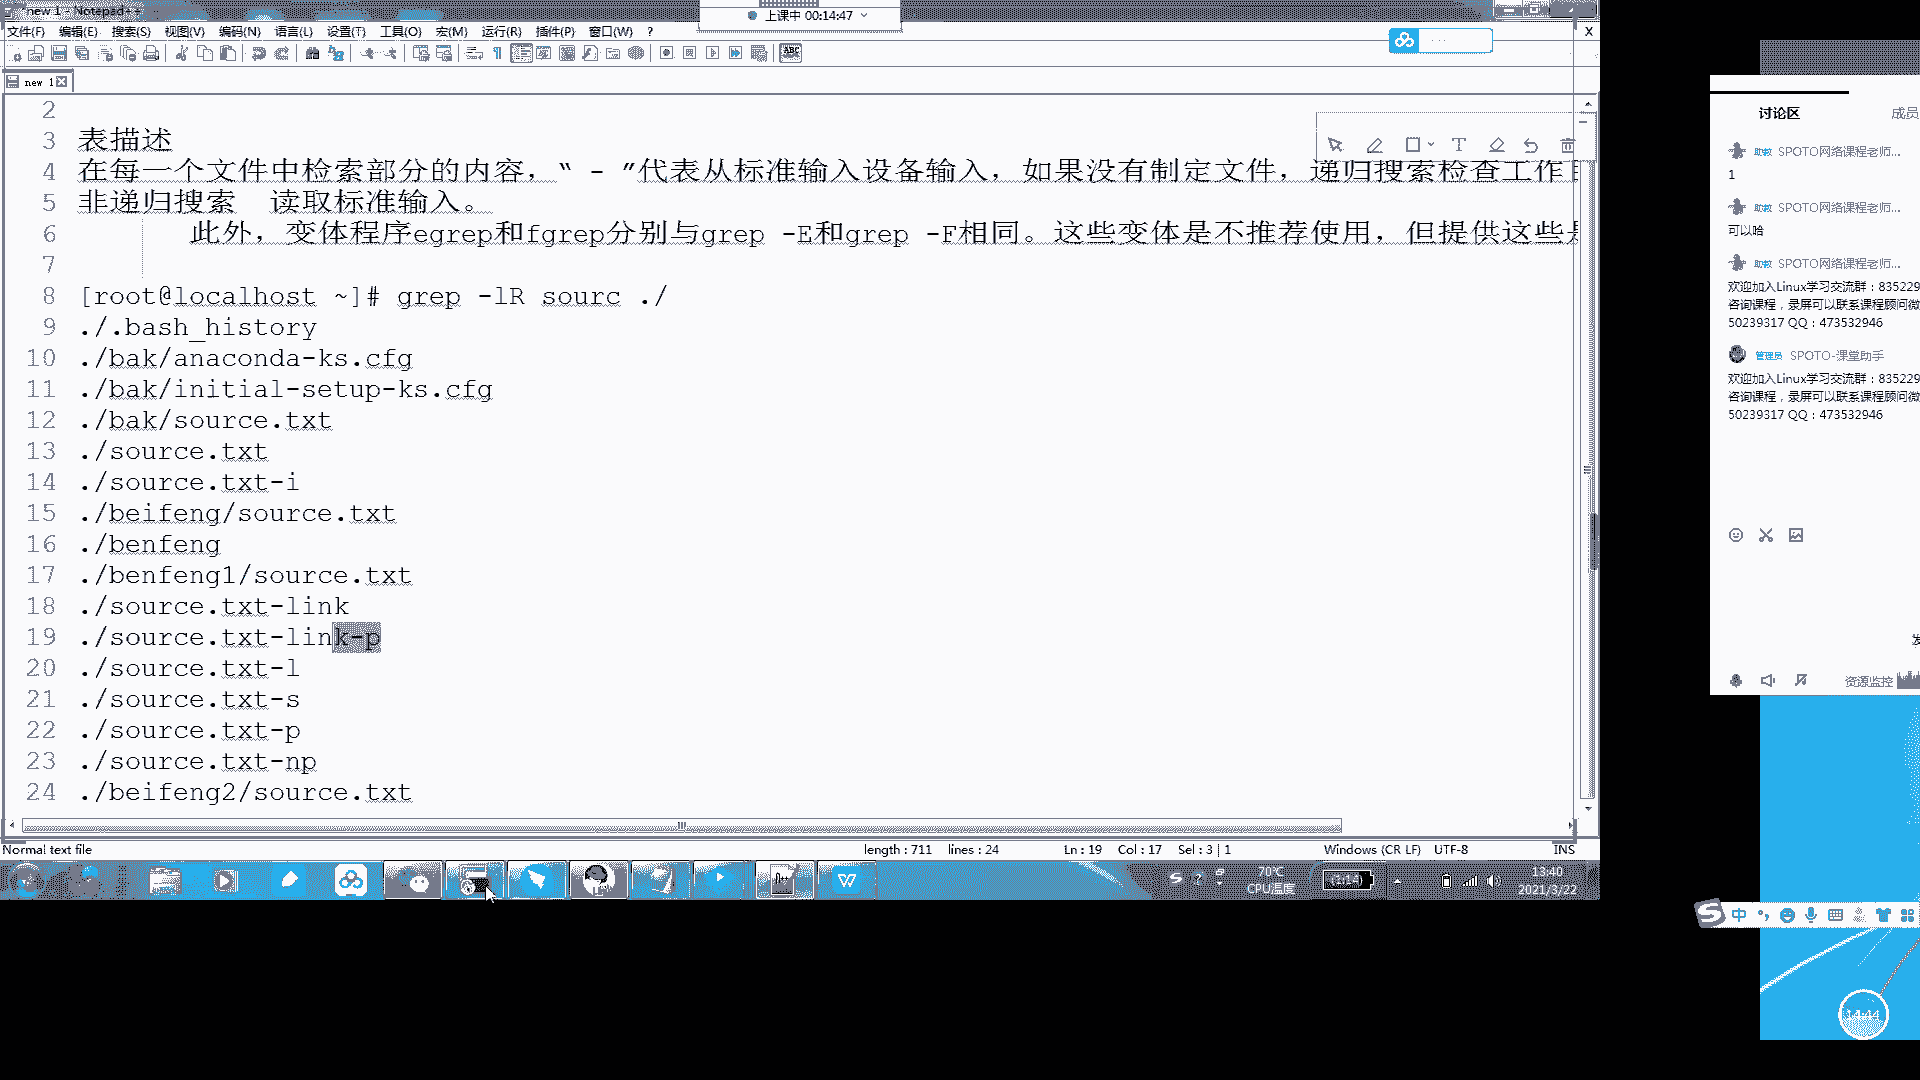 new 1 - Notepad++
上课中 00:14:47
文件(F) 编辑(E) 搜索(S) 视图(V) 编码(N) 语言(L) 设置(T) 工具(O) 宏(M) 运行(R) 插件(P) 窗口(W) ? X
new 1
2
3 表描述
4 在每一个文件中检索部分的内容，“ - ”代表从标准输入设备输入，如果没有制定文件，递归搜索检查工作
5 非递归搜索 读取标准输入。
6 此外，变体程序egrep和fgrep分别与grep -E和grep -F相同。这些变体是不推荐使用，但提供这些
7
8 [root@localhost ~]# grep -lR sourc ./
9 ./.bash_history
10 ./bak/anaconda-ks.cfg
11 ./bak/initial-setup-ks.cfg
12 ./bak/source.txt
13 ./source.txt
14 ./source.txt-i
15 ./beifeng/source.txt
16 ./benfeng
17 ./benfeng1/source.txt
18 ./source.txt-link
19 ./source.txt-link-p
20 ./source.txt-l
21 ./source.txt-s
22 ./source.txt-p
23 ./source.txt-np
24 ./beifeng2/source.txt
Normal text file length : 711 lines : 24 Ln : 19 Col : 17 Sel : 3 | 1 Windows (CR LF) UTF-8 INS
70℃
CPU温度
(1:14)
13:40
2021/3/22
讨论区 成员
助教 SPOTO网络课程老师...
1
助教 SPOTO网络课程老师...
可以哈
助教 SPOTO网络课程老师...
欢迎加入Linux学习交流群：835229
咨询课程，录屏可以联系课程顾问微
50239317 QQ：473532946
管理员 SPOTO-课堂助手
欢迎加入Linux学习交流群：835229
咨询课程，录屏可以联系课程顾问微
50239317 QQ：473532946
资源监控
中
14:44